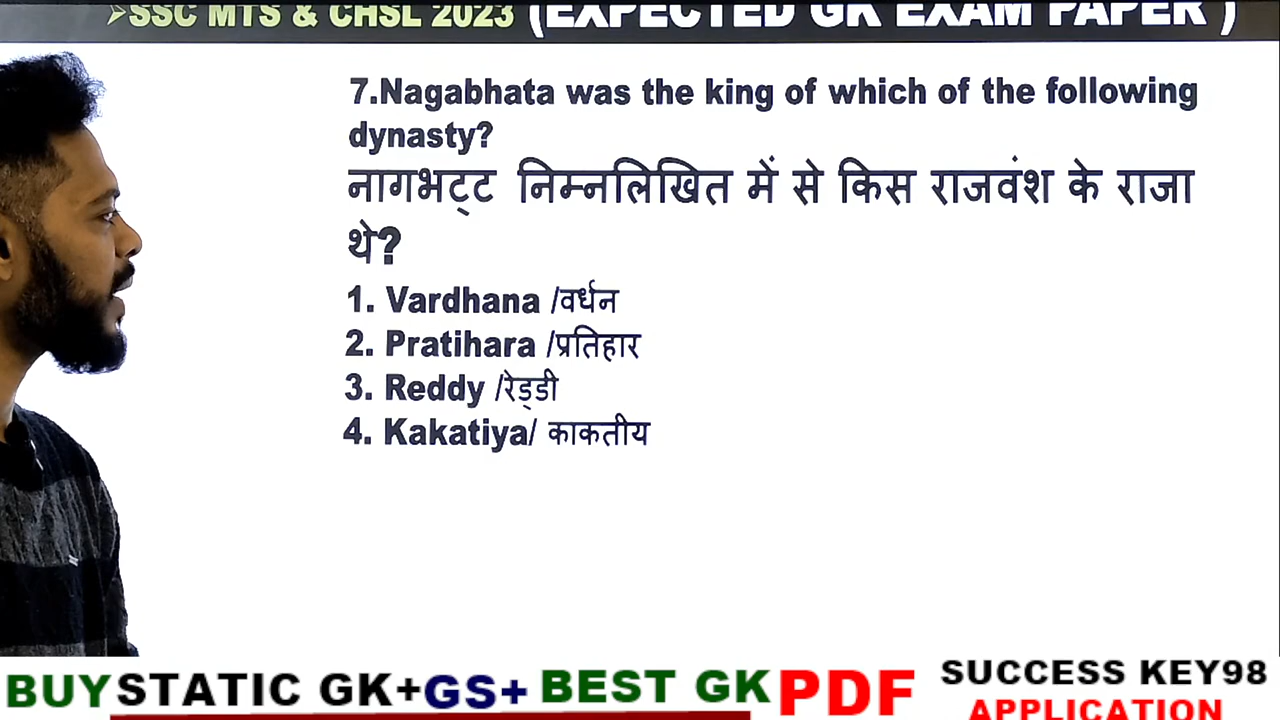 ➢SSC MTS & CHSL 2023 (EXPECTED GK EXAM PAPER )
7.Nagabhata was the king of which of the following
dynasty?
नागभट्ट निम्नलिखित में से किस राजवंश के राजा
थे?
1. Vardhana /वर्धन
2. Pratihara /प्रतिहार
3. Reddy /रेड्डी
4. Kakatiya/ काकतीय
BUY STATIC GK+GS+ BEST GK PDF SUCCESS KEY98
APPLICATION